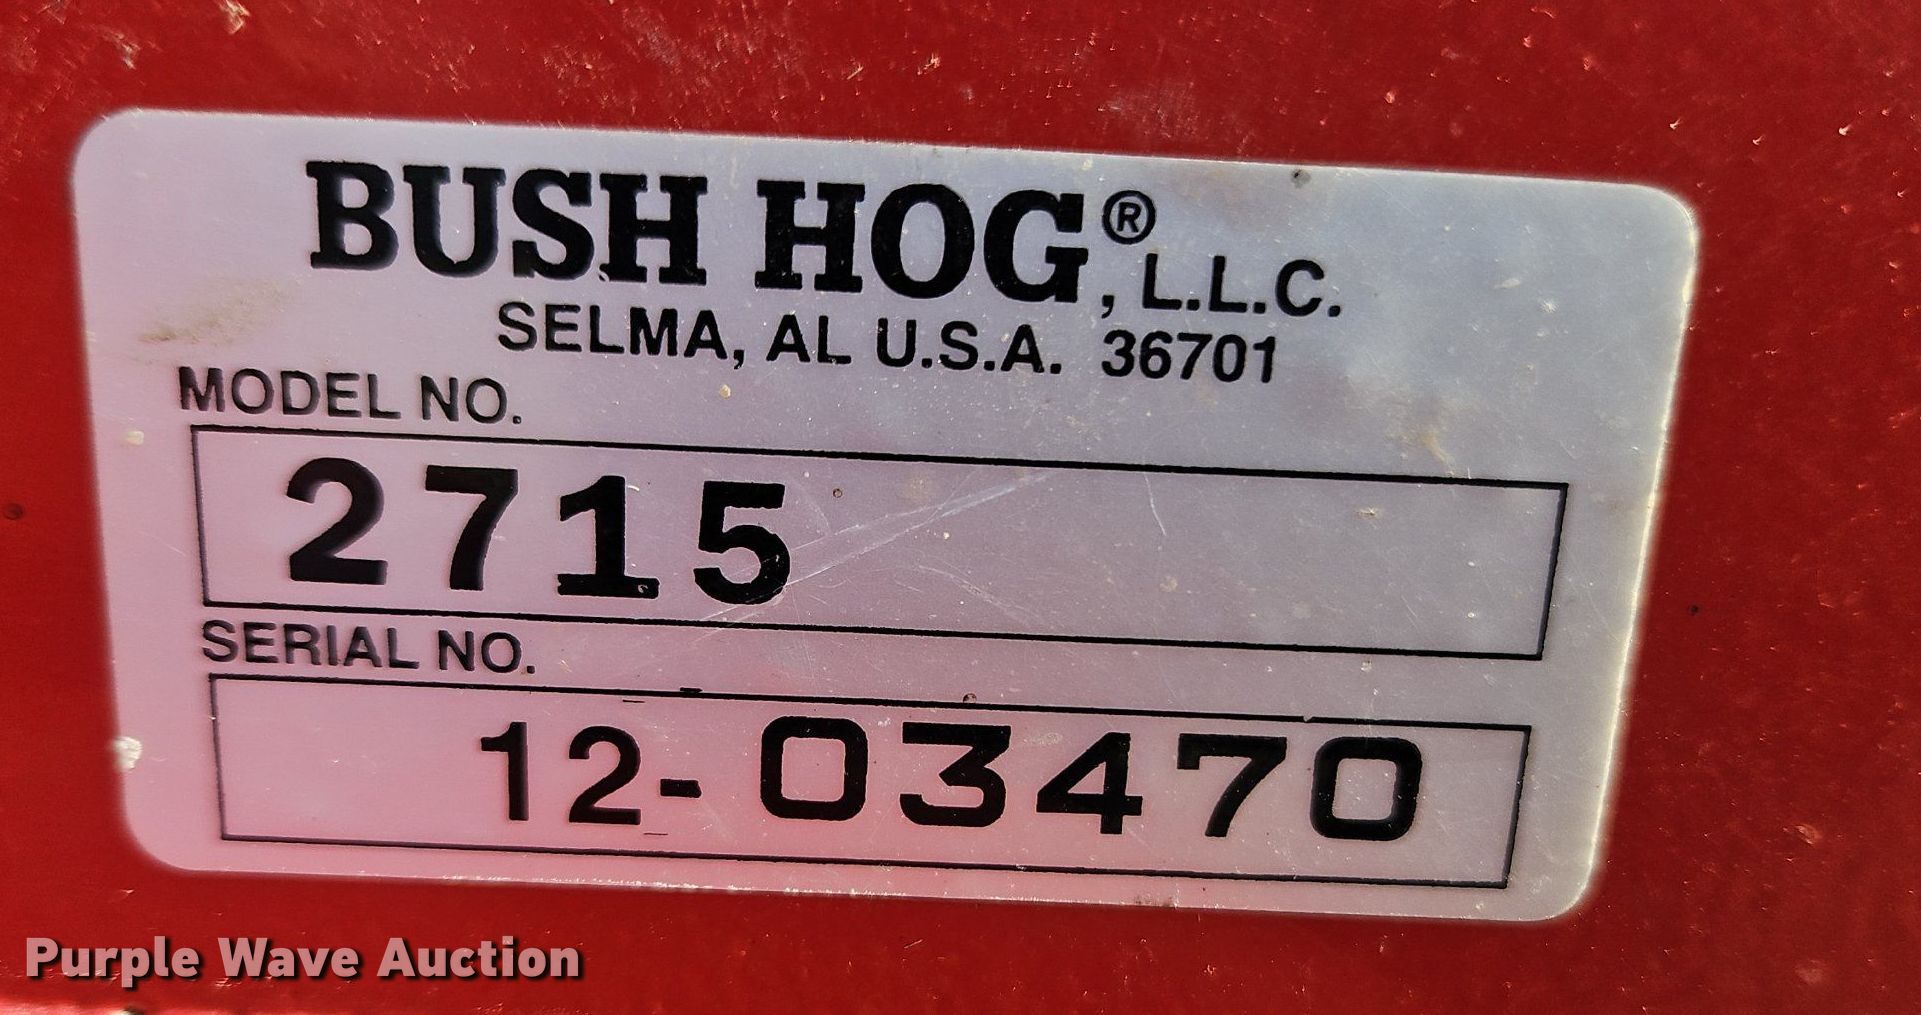 BUSH HOG®, L.L.C.
SELMA, AL U.S.A. 36701
MODEL NO.
2715
SERIAL NO.
12-03470
Purple Wave Auction